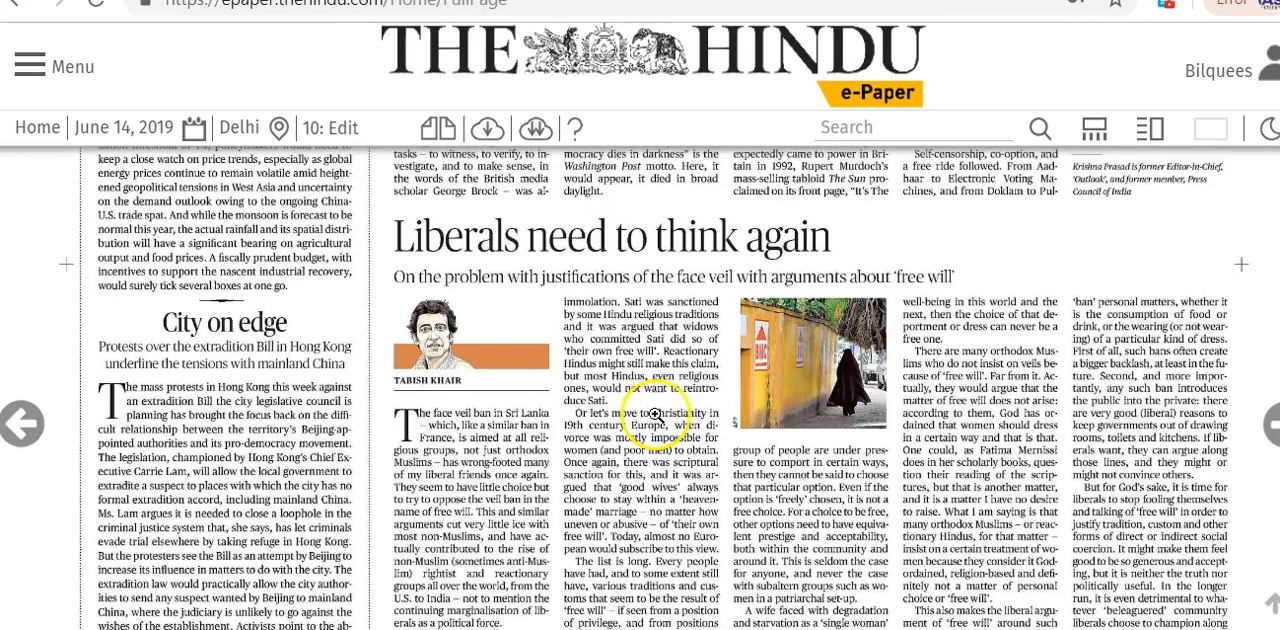 https://epaper.thehindu.com/Home/FullPage
Error
THE HINDU
e-Paper
Menu
Bilquees
Home | June 14, 2019 | Delhi | 10: Edit
?
Search
keep a close watch on price trends, especially as global
energy prices continue to remain volatile amid height-
ened geopolitical tensions in West Asia and uncertainty
on the demand outlook owing to the ongoing China-
U.S. trade spat. And while the monsoon is forecast to be
normal this year, the actual rainfall and its spatial distri-
bution will have a significant bearing on agricultural
output and food prices. A fiscally prudent budget, with
incentives to support the nascent industrial recovery,
would surely tick several boxes at one go.
City on edge
Protests over the extradition Bill in Hong Kong
underline the tensions with mainland China
The mass protests in Hong Kong this week against
an extradition Bill the city legislative council is
planning has brought the focus back on the diffi-
cult relationship between the territory's Beijing-ap-
pointed authorities and its pro-democracy movement.
The legislation, championed by Hong Kong's Chief Ex-
ecutive Carrie Lam, will allow the local government to
extradite a suspect to places with which the city has no
formal extradition accord, including mainland China.
Ms. Lam argues it is needed to close a loophole in the
criminal justice system that, she says, has let criminals
evade trial elsewhere by taking refuge in Hong Kong.
But the protesters see the Bill as an attempt by Beijing to
increase its influence in matters to do with the city. The
extradition law would practically allow the city author-
ities to send any suspect wanted by Beijing to mainland
China, where the judiciary is unlikely to go against the
wishes of the establishment. Activists point to the ab-
tasks – to witness, to verify, to in-
vestigate, and to make sense, in
the words of the British media
scholar George Brock – was al-
mocracy dies in darkness" is the
Washington Post motto. Here, it
would appear, it died in broad
daylight.
expectedly came to power in Bri-
tain in 1992, Rupert Murdoch's
mass-selling tabloid The Sun pro-
claimed on its front page, "It's The
Self-censorship, co-option, and
a free ride followed. From Aad-
haar to Electronic Voting Ma-
chines, and from Doklam to Pul-
Krishna Prasad is former Editor-in-Chief,
'Outlook', and former member, Press
Council of India
Liberals need to think again
On the problem with justifications of the face veil with arguments about 'free will'
TABISH KHAIR
The face veil ban in Sri Lanka
– which, like a similar ban in
France, is aimed at all reli-
gious groups, not just orthodox
Muslims – has wrong-footed many
of my liberal friends once again.
They seem to have little choice but
to try to oppose the veil ban in the
name of free will. This and similar
arguments cut very little ice with
most non-Muslims, and have ac-
tually contributed to the rise of
non-Muslim (sometimes anti-Mus-
lim) rightist and reactionary
groups all over the world, from the
U.S. to India – not to mention the
continuing marginalisation of lib-
erals as a political force.
immolation. Sati was sanctioned
by some Hindu religious traditions
and it was argued that widows
who committed Sati did so of
'their own free will'. Reactionary
Hindus might still make this claim,
but most Hindus, even religious
ones, would not want to reintro-
duce Sati.
Or let's move to Christianity in
19th century Europe, when di-
vorce was mostly impossible for
women (and poor men) to obtain.
Once again, there was scriptural
sanction for this, and it was ar-
gued that 'good wives' always
choose to stay within a 'heaven-
made' marriage – no matter how
uneven or abusive – of 'their own
free will'. Today, almost no Euro-
pean would subscribe to this view.
The list is long. Every people
have had, and to some extent still
have, various traditions and cus-
toms that seem to be the result of
'free will' – if seen from a position
of privilege, and from positions
group of people are under pres-
sure to comport in certain ways,
then they cannot be said to choose
that particular option. Even if the
option is 'freely' chosen, it is not a
free choice. For a choice to be free,
other options need to have equiva-
lent prestige and acceptability,
both within the community and
around it. This is seldom the case
for anyone, and never the case
with subaltern groups such as wo-
men in a patriarchal set-up.
A wife faced with degradation
and starvation as a 'single woman'
well-being in this world and the
next, then the choice of that de-
portment or dress can never be a
free one.
There are many orthodox Mus-
lims who do not insist on veils be-
cause of 'free will'. Far from it. Ac-
tually, they would argue that the
matter of free will does not arise:
according to them, God has or-
dained that women should dress
in a certain way and that is that.
One could, as Fatima Mernissi
does in her scholarly books, ques-
tion their reading of the scrip-
tures, but that is another matter,
and it is a matter I have no desire
to raise. What I am saying is that
many orthodox Muslims – or reac-
tionary Hindus, for that matter –
insist on a certain treatment of wo-
men because they consider it God-
ordained, religion-based and defi-
nitely not a matter of personal
choice or 'free will'.
This also makes the liberal argu-
ment of 'free will' around such
'ban' personal matters, whether it
is the consumption of food or
drink, or the wearing (or not wear-
ing) of a particular kind of dress.
First of all, such bans often create
a bigger backlash, at least in the fu-
ture. Second, and more impor-
tantly, any such ban introduces
the public into the private: there
are very good (liberal) reasons to
keep governments out of drawing
rooms, toilets and kitchens. If lib-
erals want, they can argue along
those lines, and they might or
might not convince others.
But for God's sake, it is time for
liberals to stop fooling themselves
and talking of 'free will' in order to
justify tradition, custom and other
forms of direct or indirect social
coercion. It might make them feel
good to be so generous and accept-
ing, but it is neither the truth nor
politically useful. In the longer
run, it is even detrimental to wha-
tever 'beleaguered' community
liberals choose to champion along